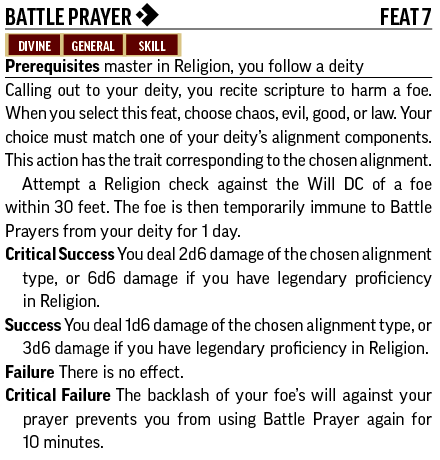 BATTLE PRAYER FEAT 7
DIVINE GENERAL SKILL
Prerequisites master in Religion, you follow a deity
Calling out to your deity, you recite scripture to harm a foe.
When you select this feat, choose chaos, evil, good, or law. Your
choice must match one of your deity's alignment components.
This action has the trait corresponding to the chosen alignment.
Attempt a Religion check against the Will DC of a foe
within 30 feet. The foe is then temporarily immune to Battle
Prayers from your deity for 1 day.
Critical Success You deal 2d6 damage of the chosen alignment
type, or 6d6 damage if you have legendary proficiency
in Religion.
Success You deal 1d6 damage of the chosen alignment type, or
3d6 damage if you have legendary proficiency in Religion.
Failure There is no effect.
Critical Failure The backlash of your foe's will against your
prayer prevents you from using Battle Prayer again for
10 minutes.